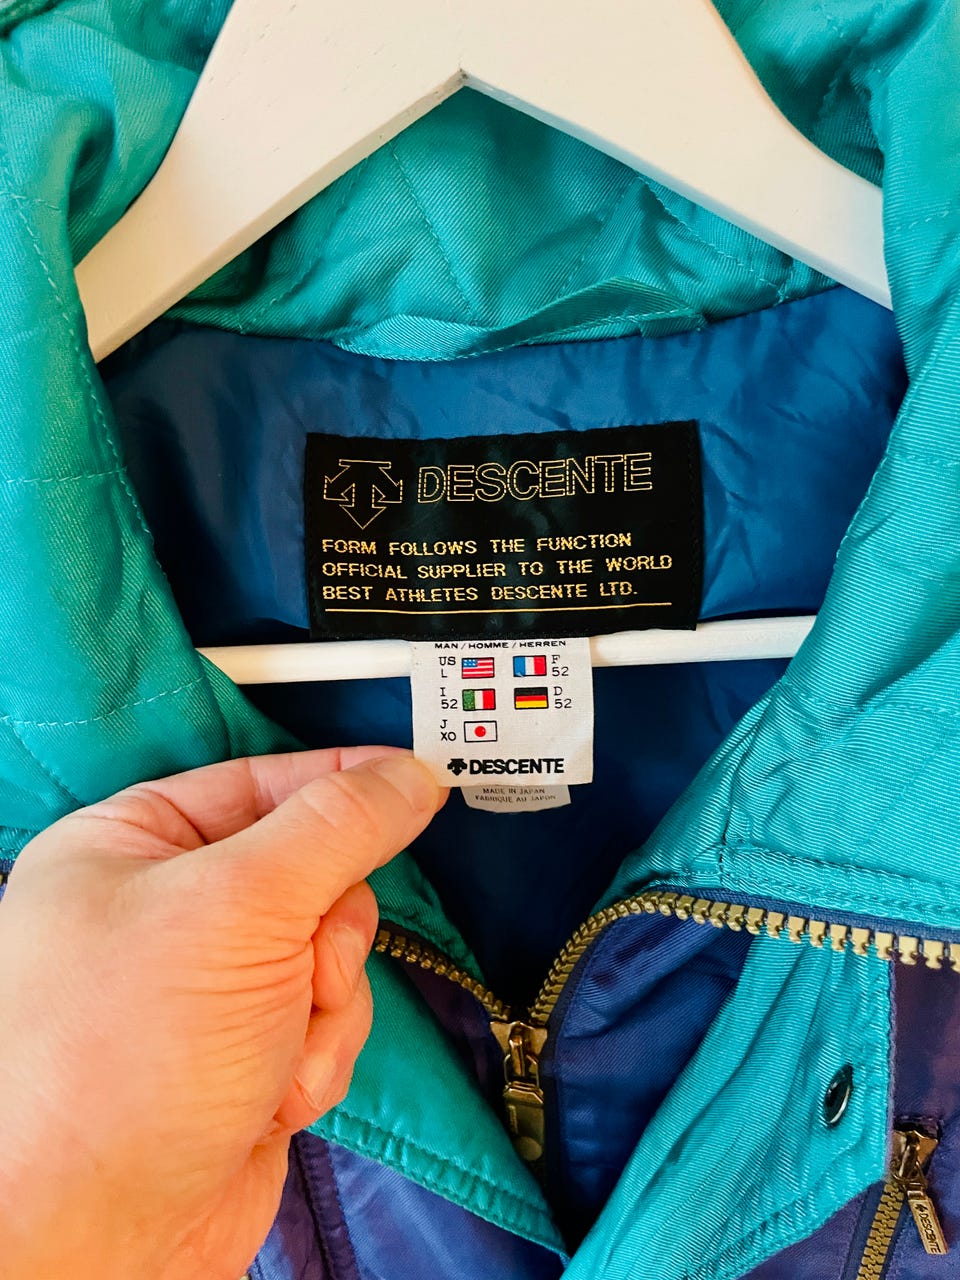 DESCENTE
FORM FOLLOWS THE FUNCTION
OFFICIAL SUPPLIER TO THE WORLD
BEST ATHLETES DESCENTE LTD.
MAN / HOMME / HERREN
US L F 52
I 52 D 52
J XO
DESCENTE
MADE IN JAPAN
FABRIQUE AU JAPON
DESCENTE